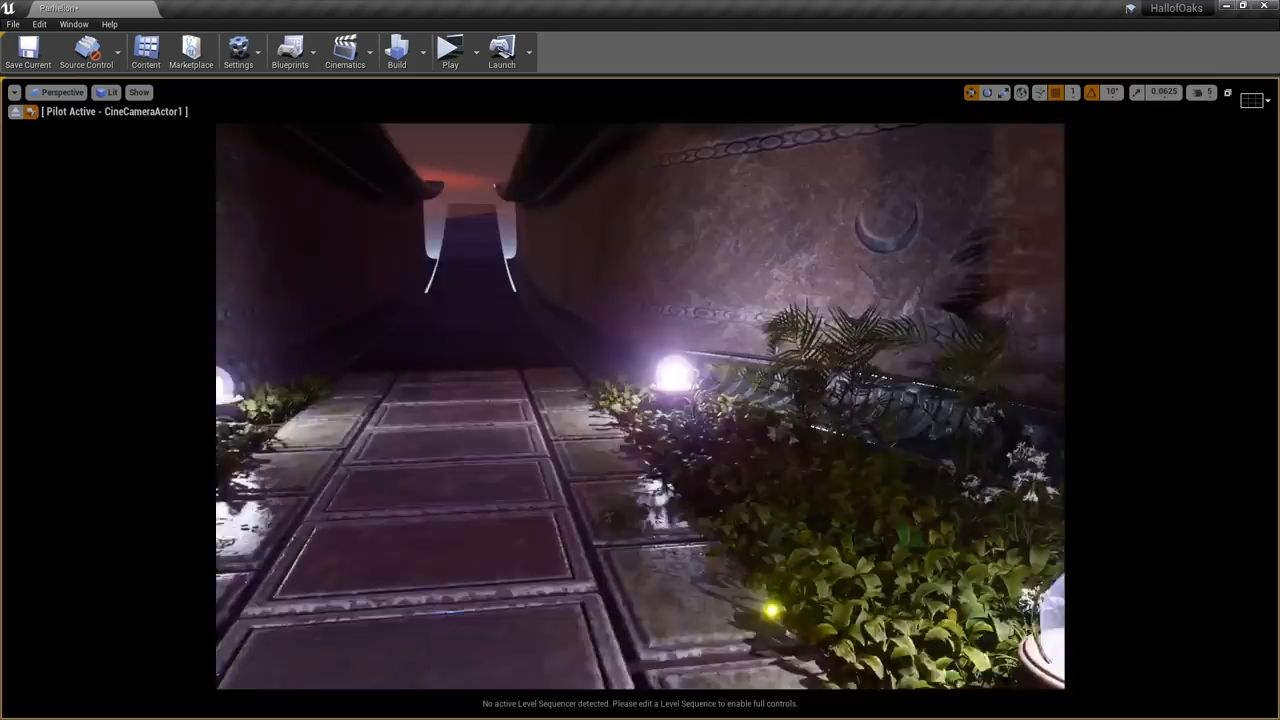 Parhelion*
HallofOaks
File Edit Window Help
Save Current Source Control Content Marketplace Settings Blueprints Cinematics Build Play Launch
Perspective Lit Show 1 10° 0.0625 5
[ Pilot Active - CineCameraActor1 ]
No active Level Sequencer detected. Please edit a Level Sequence to enable full controls.